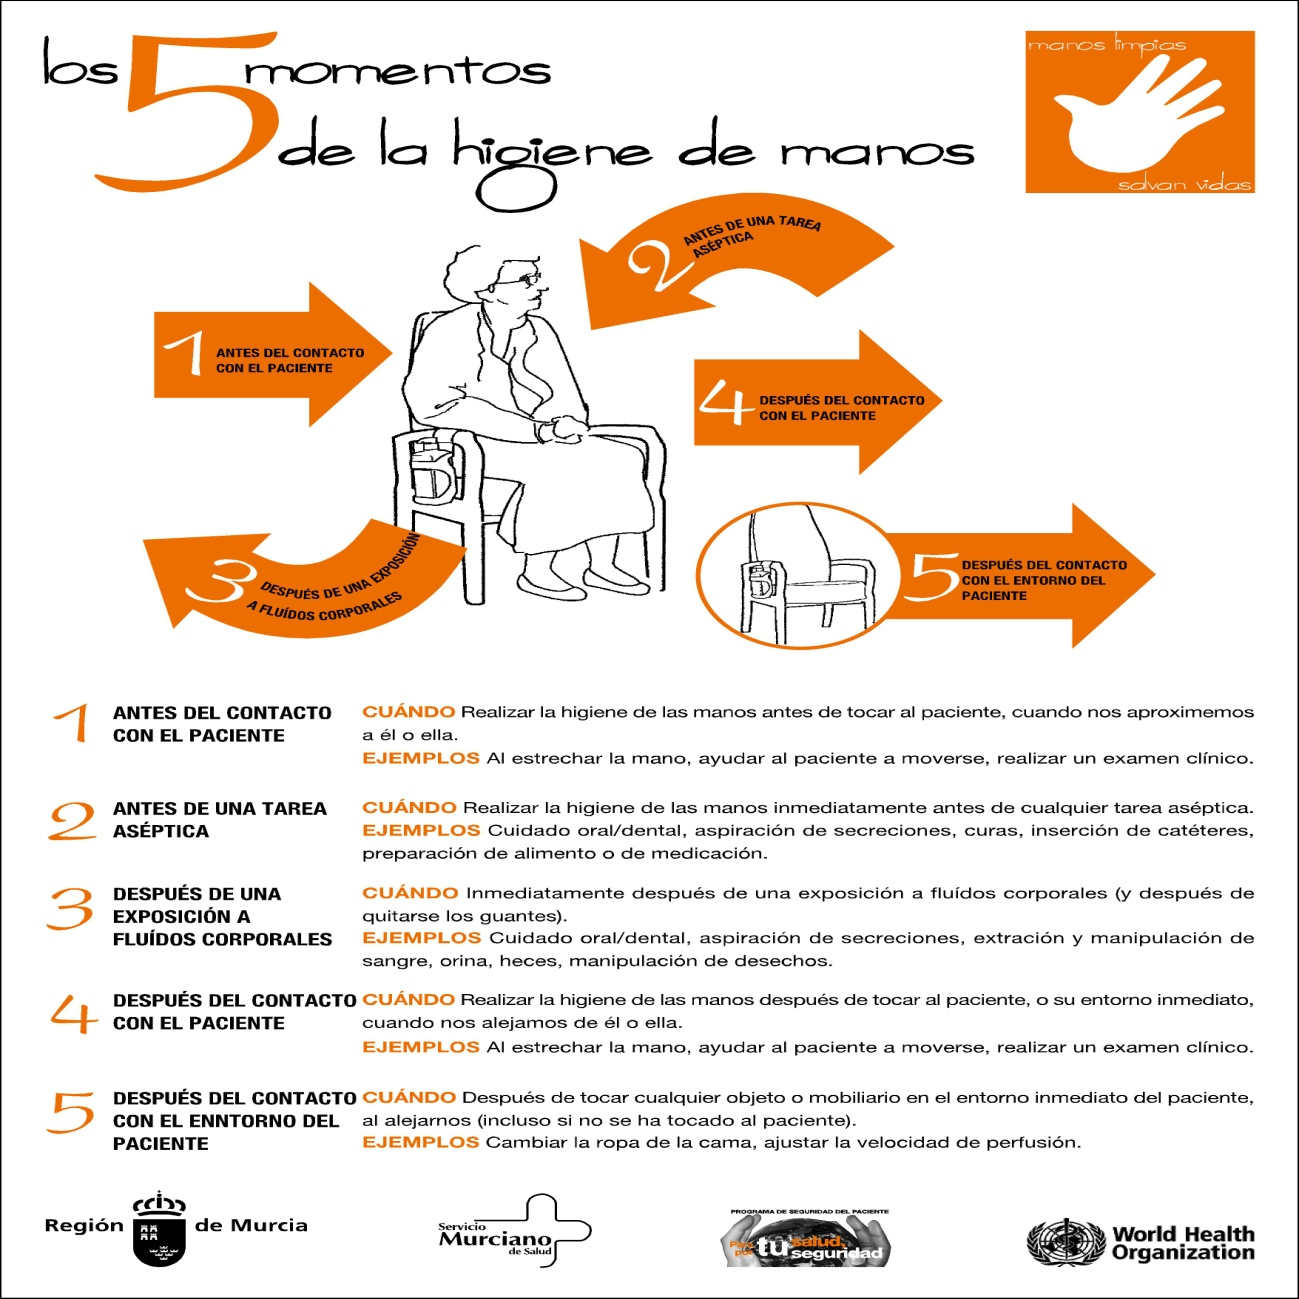 los 5 momentos
de la higiene de manos
manos limpias
salvan vidas
1 ANTES DEL CONTACTO
CON EL PACIENTE
2 ANTES DE UNA TAREA
ASÉPTICA
3 DESPUÉS DE UNA EXPOSICIÓN
A FLUÍDOS CORPORALES
4 DESPUÉS DEL CONTACTO
CON EL PACIENTE
5 DESPUÉS DEL CONTACTO
CON EL ENTORNO DEL
PACIENTE
1 ANTES DEL CONTACTO
CON EL PACIENTE
CUÁNDO Realizar la higiene de las manos antes de tocar al paciente, cuando nos aproximemos
a él o ella.
EJEMPLOS Al estrechar la mano, ayudar al paciente a moverse, realizar un examen clínico.
2 ANTES DE UNA TAREA
ASÉPTICA
CUÁNDO Realizar la higiene de las manos inmediatamente antes de cualquier tarea aséptica.
EJEMPLOS Cuidado oral/dental, aspiración de secreciones, curas, inserción de catéteres,
preparación de alimento o de medicación.
3 DESPUÉS DE UNA
EXPOSICIÓN A
FLUÍDOS CORPORALES
CUÁNDO Inmediatamente después de una exposición a fluídos corporales (y después de
quitarse los guantes).
EJEMPLOS Cuidado oral/dental, aspiración de secreciones, extracción y manipulación de
sangre, orina, heces, manipulación de desechos.
4 DESPUÉS DEL CONTACTO
CON EL PACIENTE
CUÁNDO Realizar la higiene de las manos después de tocar al paciente, o su entorno inmediato,
cuando nos alejamos de él o ella.
EJEMPLOS Al estrechar la mano, ayudar al paciente a moverse, realizar un examen clínico.
5 DESPUÉS DEL CONTACTO
CON EL ENNTORNO DEL
PACIENTE
CUÁNDO Después de tocar cualquier objeto o mobiliario en el entorno inmediato del paciente,
al alejarnos (incluso si no se ha tocado al paciente).
EJEMPLOS Cambiar la ropa de la cama, ajustar la velocidad de perfusión.
Región de Murcia
Servicio
Murciano
de Salud
PROGRAMA DE SEGURIDAD DEL PACIENTE
por tú salud,
seguridad
World Health
Organization